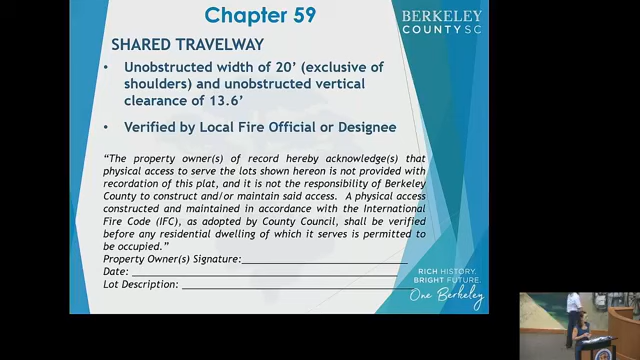 Chapter 59
BERKELEY
COUNTY SC
SHARED TRAVELWAY
• Unobstructed width of 20’ (exclusive of
shoulders) and unobstructed vertical
clearance of 13.6’
• Verified by Local Fire Official or Designee
“The property owner(s) of record hereby acknowledge(s) that
physical access to serve the lots shown hereon is not provided with
recordation of this plat, and it is not the responsibility of Berkeley
County to construct and/or maintain said access. A physical access
constructed and maintained in accordance with the International
Fire Code (IFC), as adopted by County Council, shall be verified
before any residential dwelling of which it serves is permitted to
be occupied.”
Property Owner(s) Signature:
Date:
Lot Description:
RICH HISTORY.
BRIGHT FUTURE.
One Berkeley